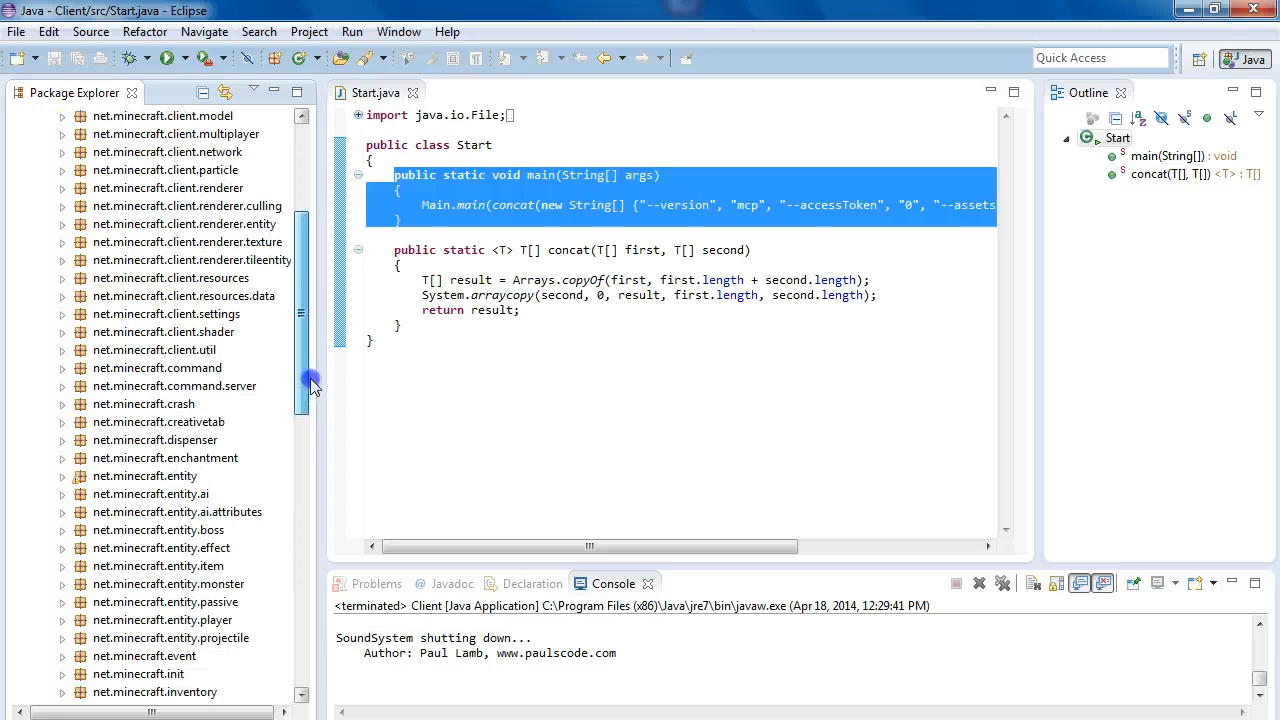 Java - Client/src/Start.java - Eclipse
File Edit Source Refactor Navigate Search Project Run Window Help
Quick Access
Java
Package Explorer
net.minecraft.client.model
net.minecraft.client.multiplayer
net.minecraft.client.network
net.minecraft.client.particle
net.minecraft.client.renderer
net.minecraft.client.renderer.culling
net.minecraft.client.renderer.entity
net.minecraft.client.renderer.texture
net.minecraft.client.renderer.tileentity
net.minecraft.client.resources
net.minecraft.client.resources.data
net.minecraft.client.settings
net.minecraft.client.shader
net.minecraft.client.util
net.minecraft.command
net.minecraft.command.server
net.minecraft.crash
net.minecraft.creativetab
net.minecraft.dispenser
net.minecraft.enchantment
net.minecraft.entity
net.minecraft.entity.ai
net.minecraft.entity.ai.attributes
net.minecraft.entity.boss
net.minecraft.entity.effect
net.minecraft.entity.item
net.minecraft.entity.monster
net.minecraft.entity.passive
net.minecraft.entity.player
net.minecraft.entity.projectile
net.minecraft.event
net.minecraft.init
net.minecraft.inventory
Start.java
import java.io.File;
public class Start
{
public static void main(String[] args)
{
Main.main(concat(new String[] {"--version", "mcp", "--accessToken", "0", "--assets
}
public static <T> T[] concat(T[] first, T[] second)
{
T[] result = Arrays.copyOf(first, first.length + second.length);
System.arraycopy(second, 0, result, first.length, second.length);
return result;
}
}
Outline
Start
main(String[]) : void
concat(T[], T[]) <T> : T[]
Problems Javadoc Declaration Console
<terminated> Client [Java Application] C:\Program Files (x86)\Java\jre7\bin\javaw.exe (Apr 18, 2014, 12:29:41 PM)
SoundSystem shutting down...
Author: Paul Lamb, www.paulscode.com